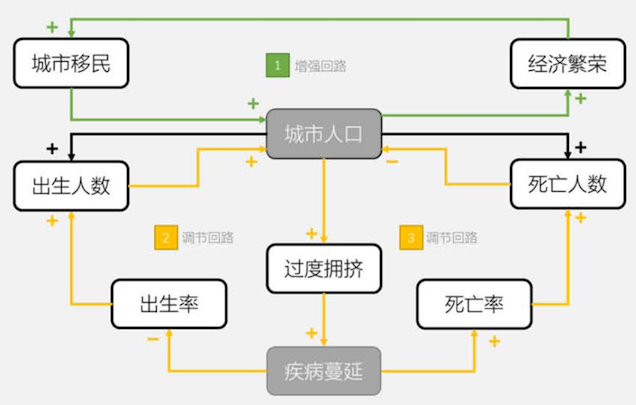 +
城市移民
经济繁荣
1 增强回路
+
+
城市人口
+
+
+
−
出生人数
死亡人数
+
+
2 调节回路
3 调节回路
+
过度拥挤
出生率
死亡率
+
−
+
疾病蔓延